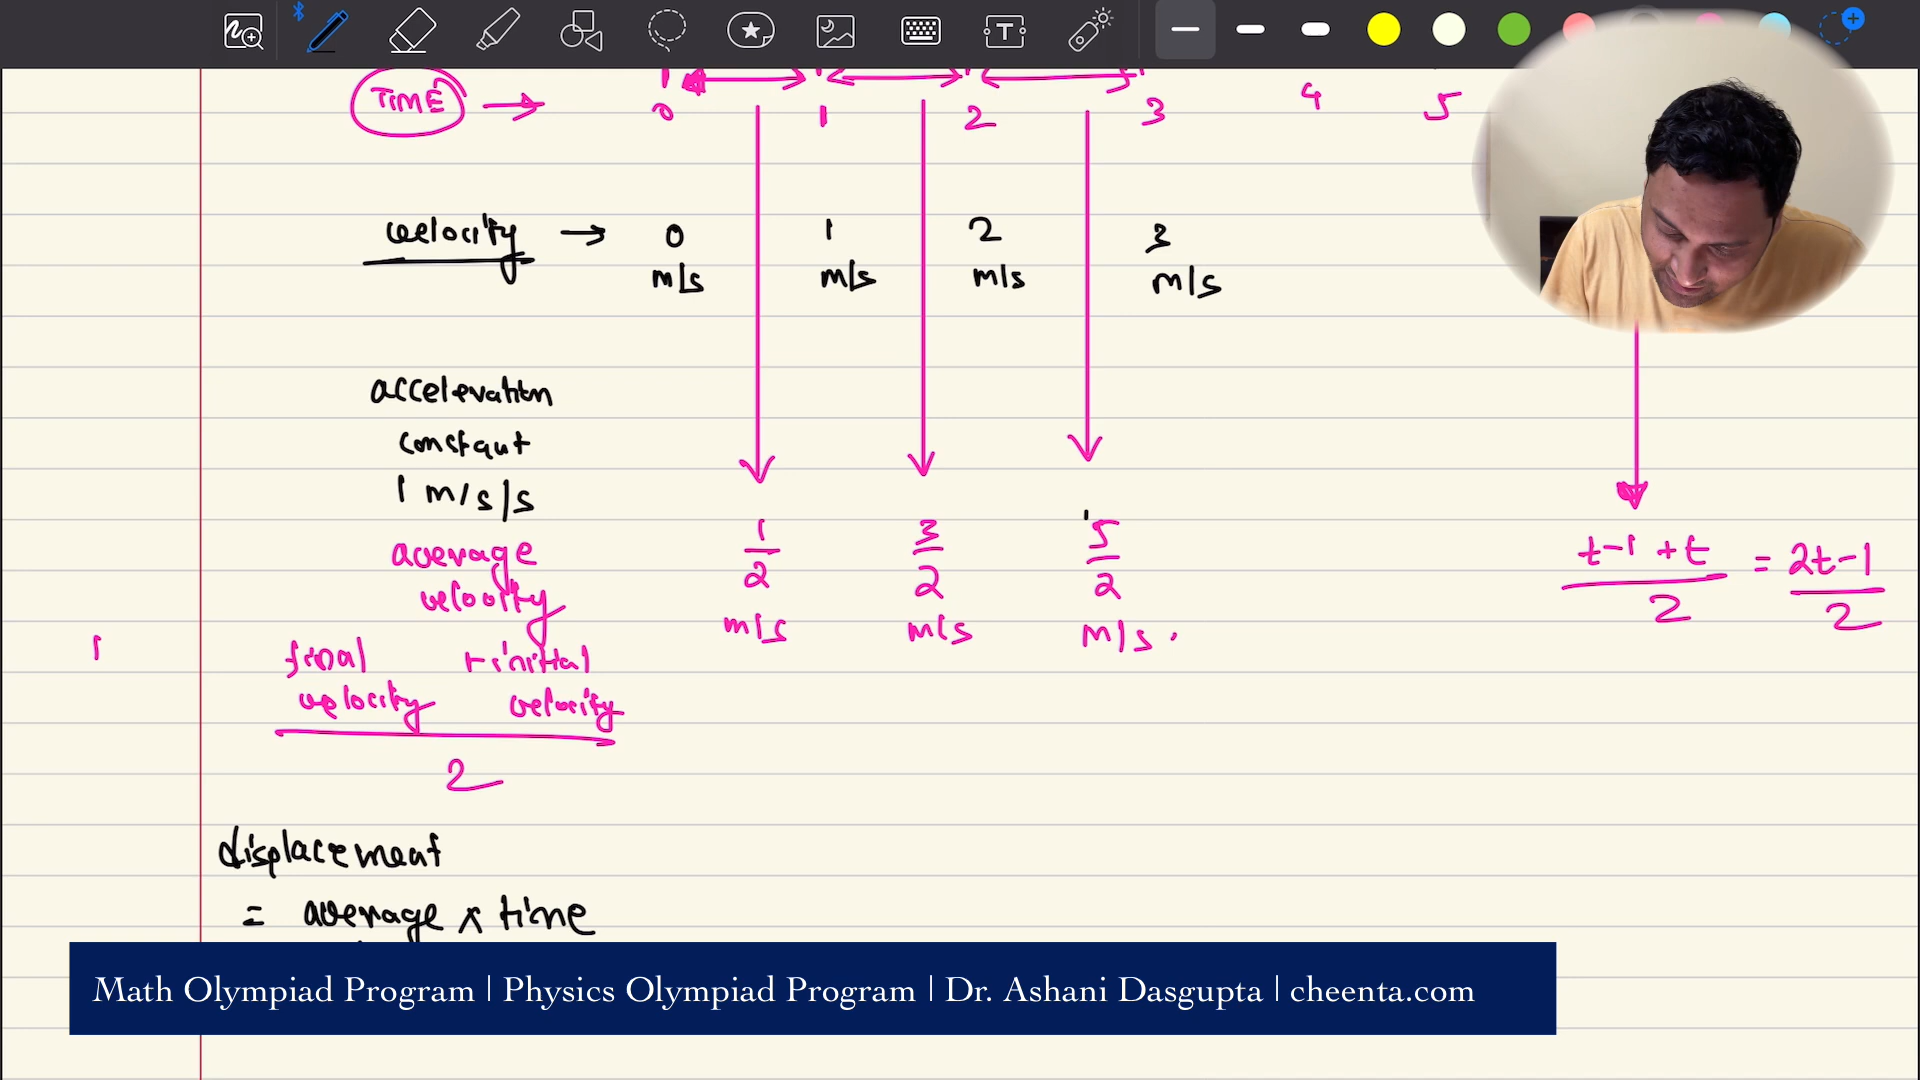 T
TIME → 0 1 2 3 4 5
velocity → 0 1 2 3
m/s m/s m/s m/s
acceleration
constant
1 m/s/s
average velocity
1/2 3/2 5/2
m/s m/s m/s.
t-1 + t / 2 = 2t-1 / 2
1
final velocity + initial velocity
2
displacement
= average × time
Math Olympiad Program | Physics Olympiad Program | Dr. Ashani Dasgupta | cheenta.com